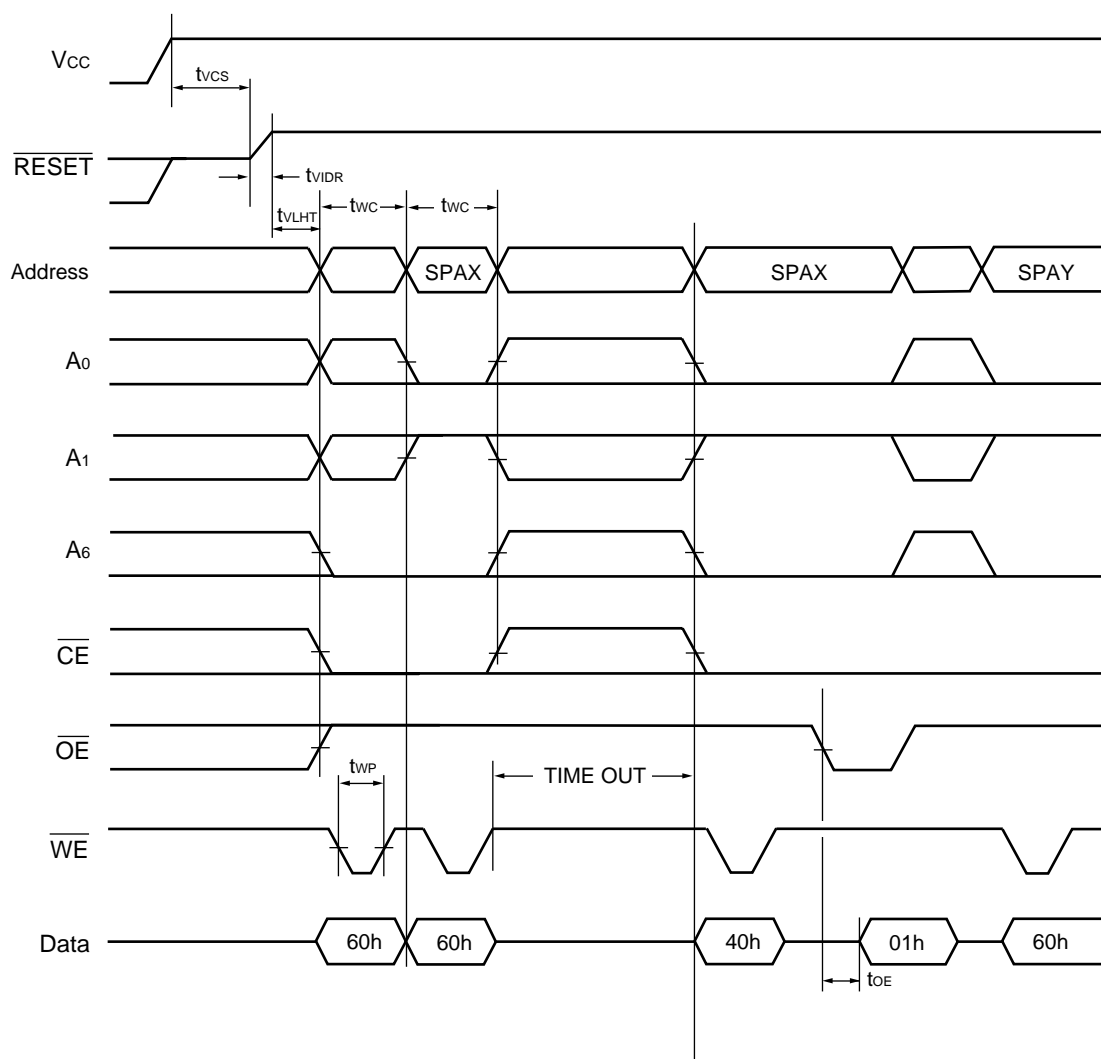 VCC
tVCS
RESET
tVIDR
tVLHT
tWC
tWC
Address
SPAX
SPAX
SPAY
A0
A1
A6
CE
OE
tWP
TIME OUT
WE
Data
60h
60h
40h
01h
60h
tOE